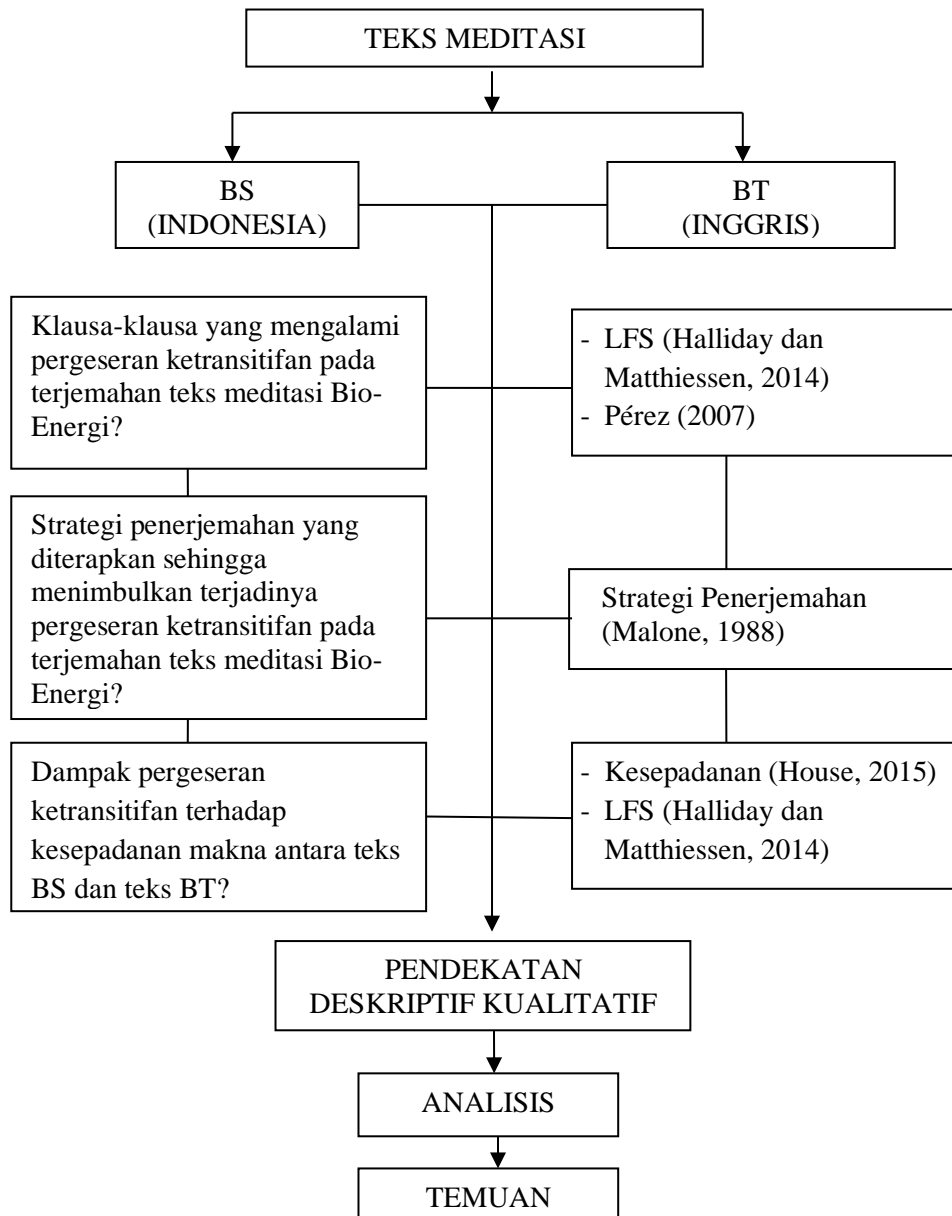 TEKS MEDITASI
BS
(INDONESIA)
BT
(INGGRIS)
Klausa-klausa yang mengalami
pergeseran ketransitifan pada
terjemahan teks meditasi Bio-
Energi?
- LFS (Halliday dan
Matthiessen, 2014)
- Pérez (2007)
Strategi penerjemahan yang
diterapkan sehingga
menimbulkan terjadinya
pergeseran ketransitifan pada
terjemahan teks meditasi Bio-
Energi?
Strategi Penerjemahan
(Malone, 1988)
Dampak pergeseran
ketransitifan terhadap
kesepadanan makna antara teks
BS dan teks BT?
- Kesepadanan (House, 2015)
- LFS (Halliday dan
Matthiessen, 2014)
PENDEKATAN
DESKRIPTIF KUALITATIF
ANALISIS
TEMUAN